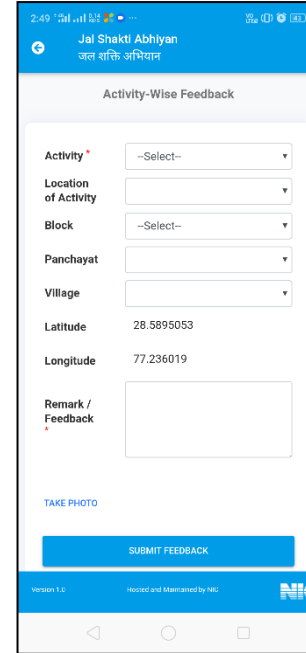 2:49
Jal Shakti Abhiyan
जल शक्ति अभियान
Activity-Wise Feedback
Activity *
--Select--
Location
of Activity
Block
--Select--
Panchayat
Village
Latitude
28.5895053
Longitude
77.236019
Remark /
Feedback
*
TAKE PHOTO
SUBMIT FEEDBACK
Version 1.0
Hosted and Maintained by NIC